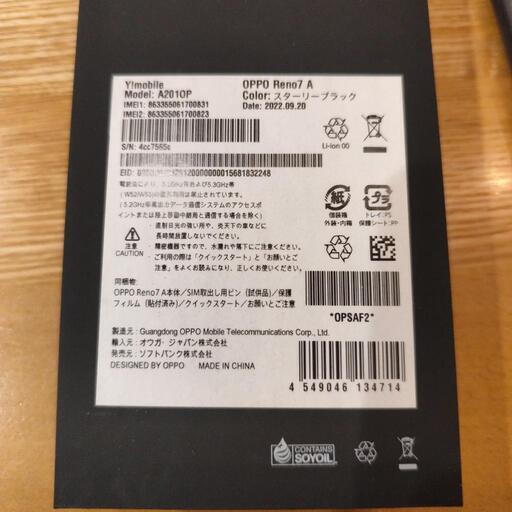 Y!mobile
OPPO Reno7 A
Model: A201OP
Color: スターリーブラック
IMEI1: 863355061700831
Date: 2022.09.20
IMEI2: 863355061700823
S/N: 4cc7565c
Li-ion 00
EID:
電波法により、5.2GHz帯および5.3GHz帯
(W52/W53)の屋外利用は禁止されています。
(5.2GHz帯高出力データ通信システムのアクセスポ
イントまたは陸上移動中継局と通信する場合を除く)
・ 直射日光の強い所や、炎天下の車などに
長時間放置しないでください。
注意
CAUTION
・ 精密機器ですので、水濡れや落下にご注意ください。
・ ご利用の際は「クイックスタート」と「お願いとご
注意」をよくお読みになり、正しくお使いください。
紙
個装箱
外装・内箱
プラ
トレイ:PS
保護シート:PP
同梱物:
OPPO Reno7 A本体/SIM取出し用ピン(試供品)/保護
フィルム(貼付済み)/クイックスタート/お願いとご注意
*OPSAF2*
製造元 : Guangdong OPPO Mobile Telecommunications Corp., Ltd.
輸入元 : オウガ・ジャパン株式会社
発売元 : ソフトバンク株式会社
DESIGNED BY OPPO MADE IN CHINA
4 549046 134714
CONTAINS
SOYOIL